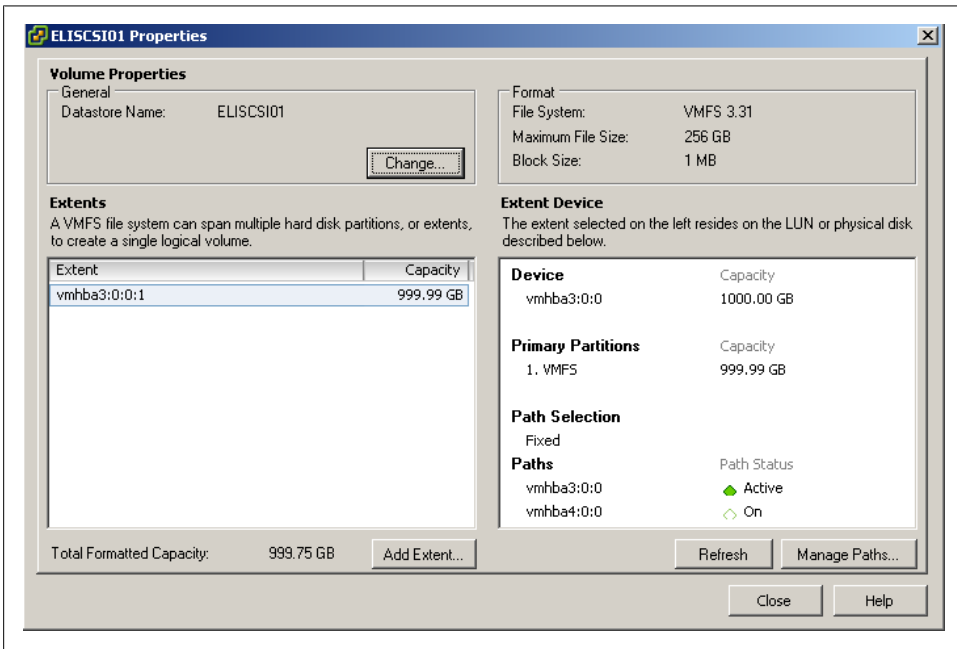 ELISCSI01 Properties
Volume Properties
General
Datastore Name: ELISCSI01
Change...
Format
File System: VMFS 3.31
Maximum File Size: 256 GB
Block Size: 1 MB
Extents
A VMFS file system can span multiple hard disk partitions, or extents,
to create a single logical volume.
Extent Capacity
vmhba3:0:0:1 999.99 GB
Total Formatted Capacity: 999.75 GB
Add Extent...
Extent Device
The extent selected on the left resides on the LUN or physical disk
described below.
Device Capacity
vmhba3:0:0 1000.00 GB
Primary Partitions Capacity
1. VMFS 999.99 GB
Path Selection
Fixed
Paths Path Status
vmhba3:0:0 Active
vmhba4:0:0 On
Refresh
Manage Paths...
Close
Help